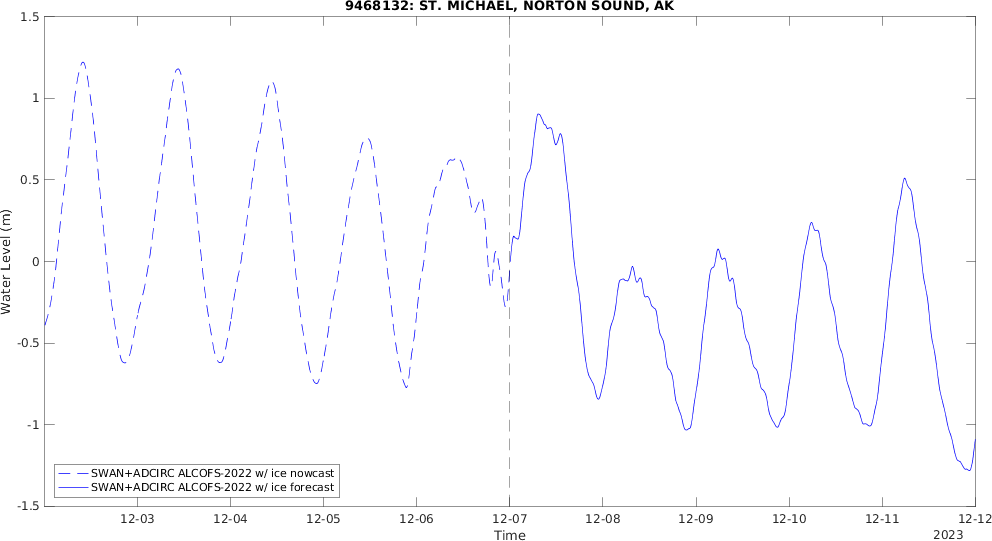 9468132: ST. MICHAEL, NORTON SOUND, AK
1.5
1
0.5
0
-0.5
-1
-1.5
Water Level (m)
SWAN+ADCIRC ALCOFS-2022 w/ ice nowcast
SWAN+ADCIRC ALCOFS-2022 w/ ice forecast
12-03 12-04 12-05 12-06 12-07 12-08 12-09 12-10 12-11 12-12
Time
2023